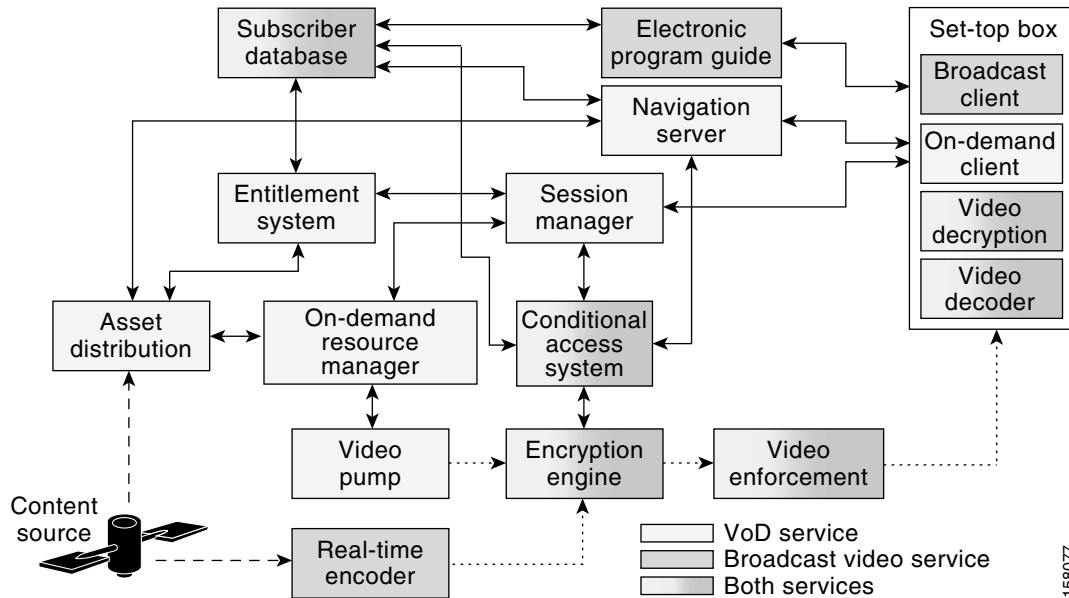 Subscriber
database
Electronic
program guide
Set-top box
Broadcast
client
Navigation
server
On-demand
client
Entitlement
system
Session
manager
Video
decryption
Video
decoder
Asset
distribution
On-demand
resource
manager
Conditional
access
system
Video
pump
Encryption
engine
Video
enforcement
Content
source
Real-time
encoder
VoD service
Broadcast video service
Both services
158077